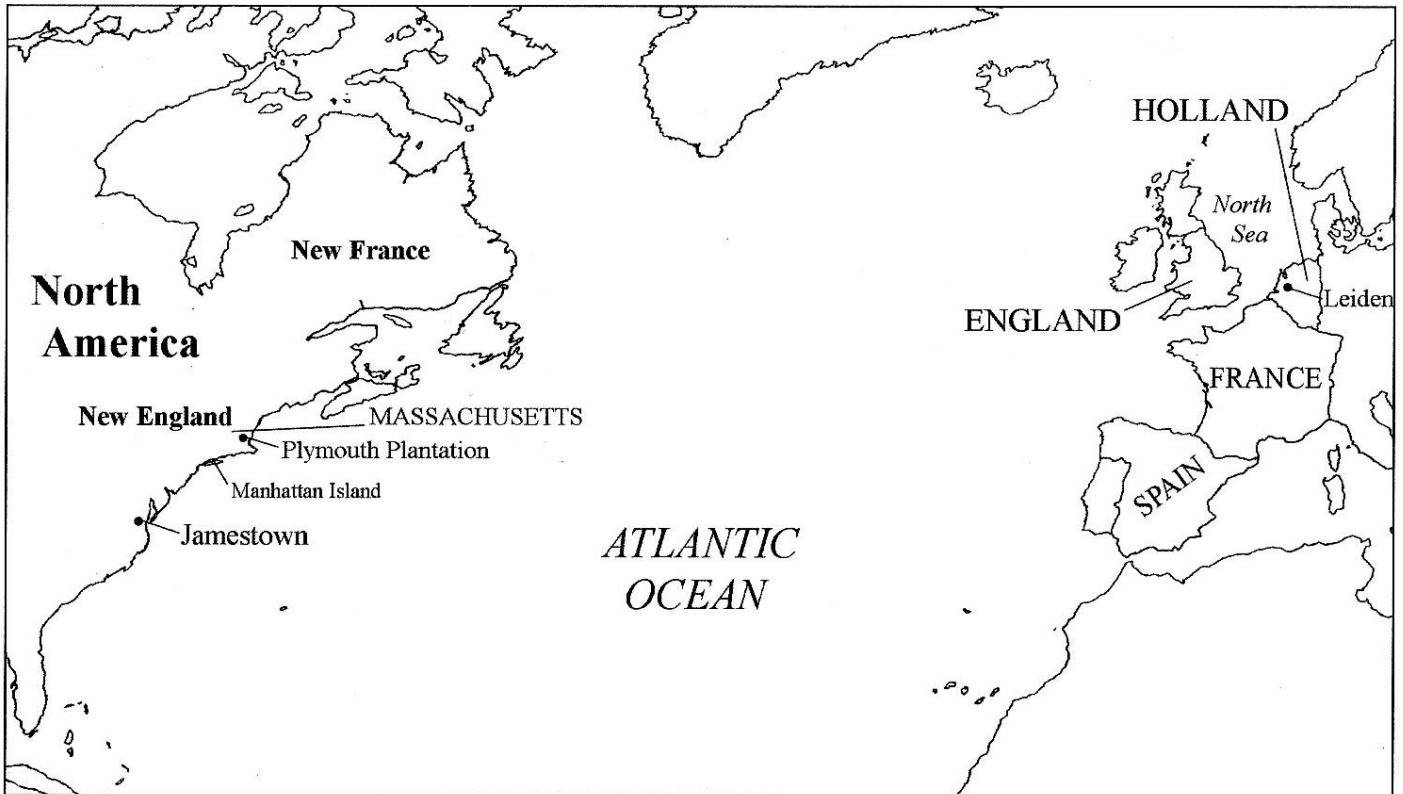 HOLLAND
North
Sea
New France
North
America
Leiden
ENGLAND
FRANCE
New England
MASSACHUSETTS
Plymouth Plantation
Manhattan Island
SPAIN
Jamestown
ATLANTIC
OCEAN